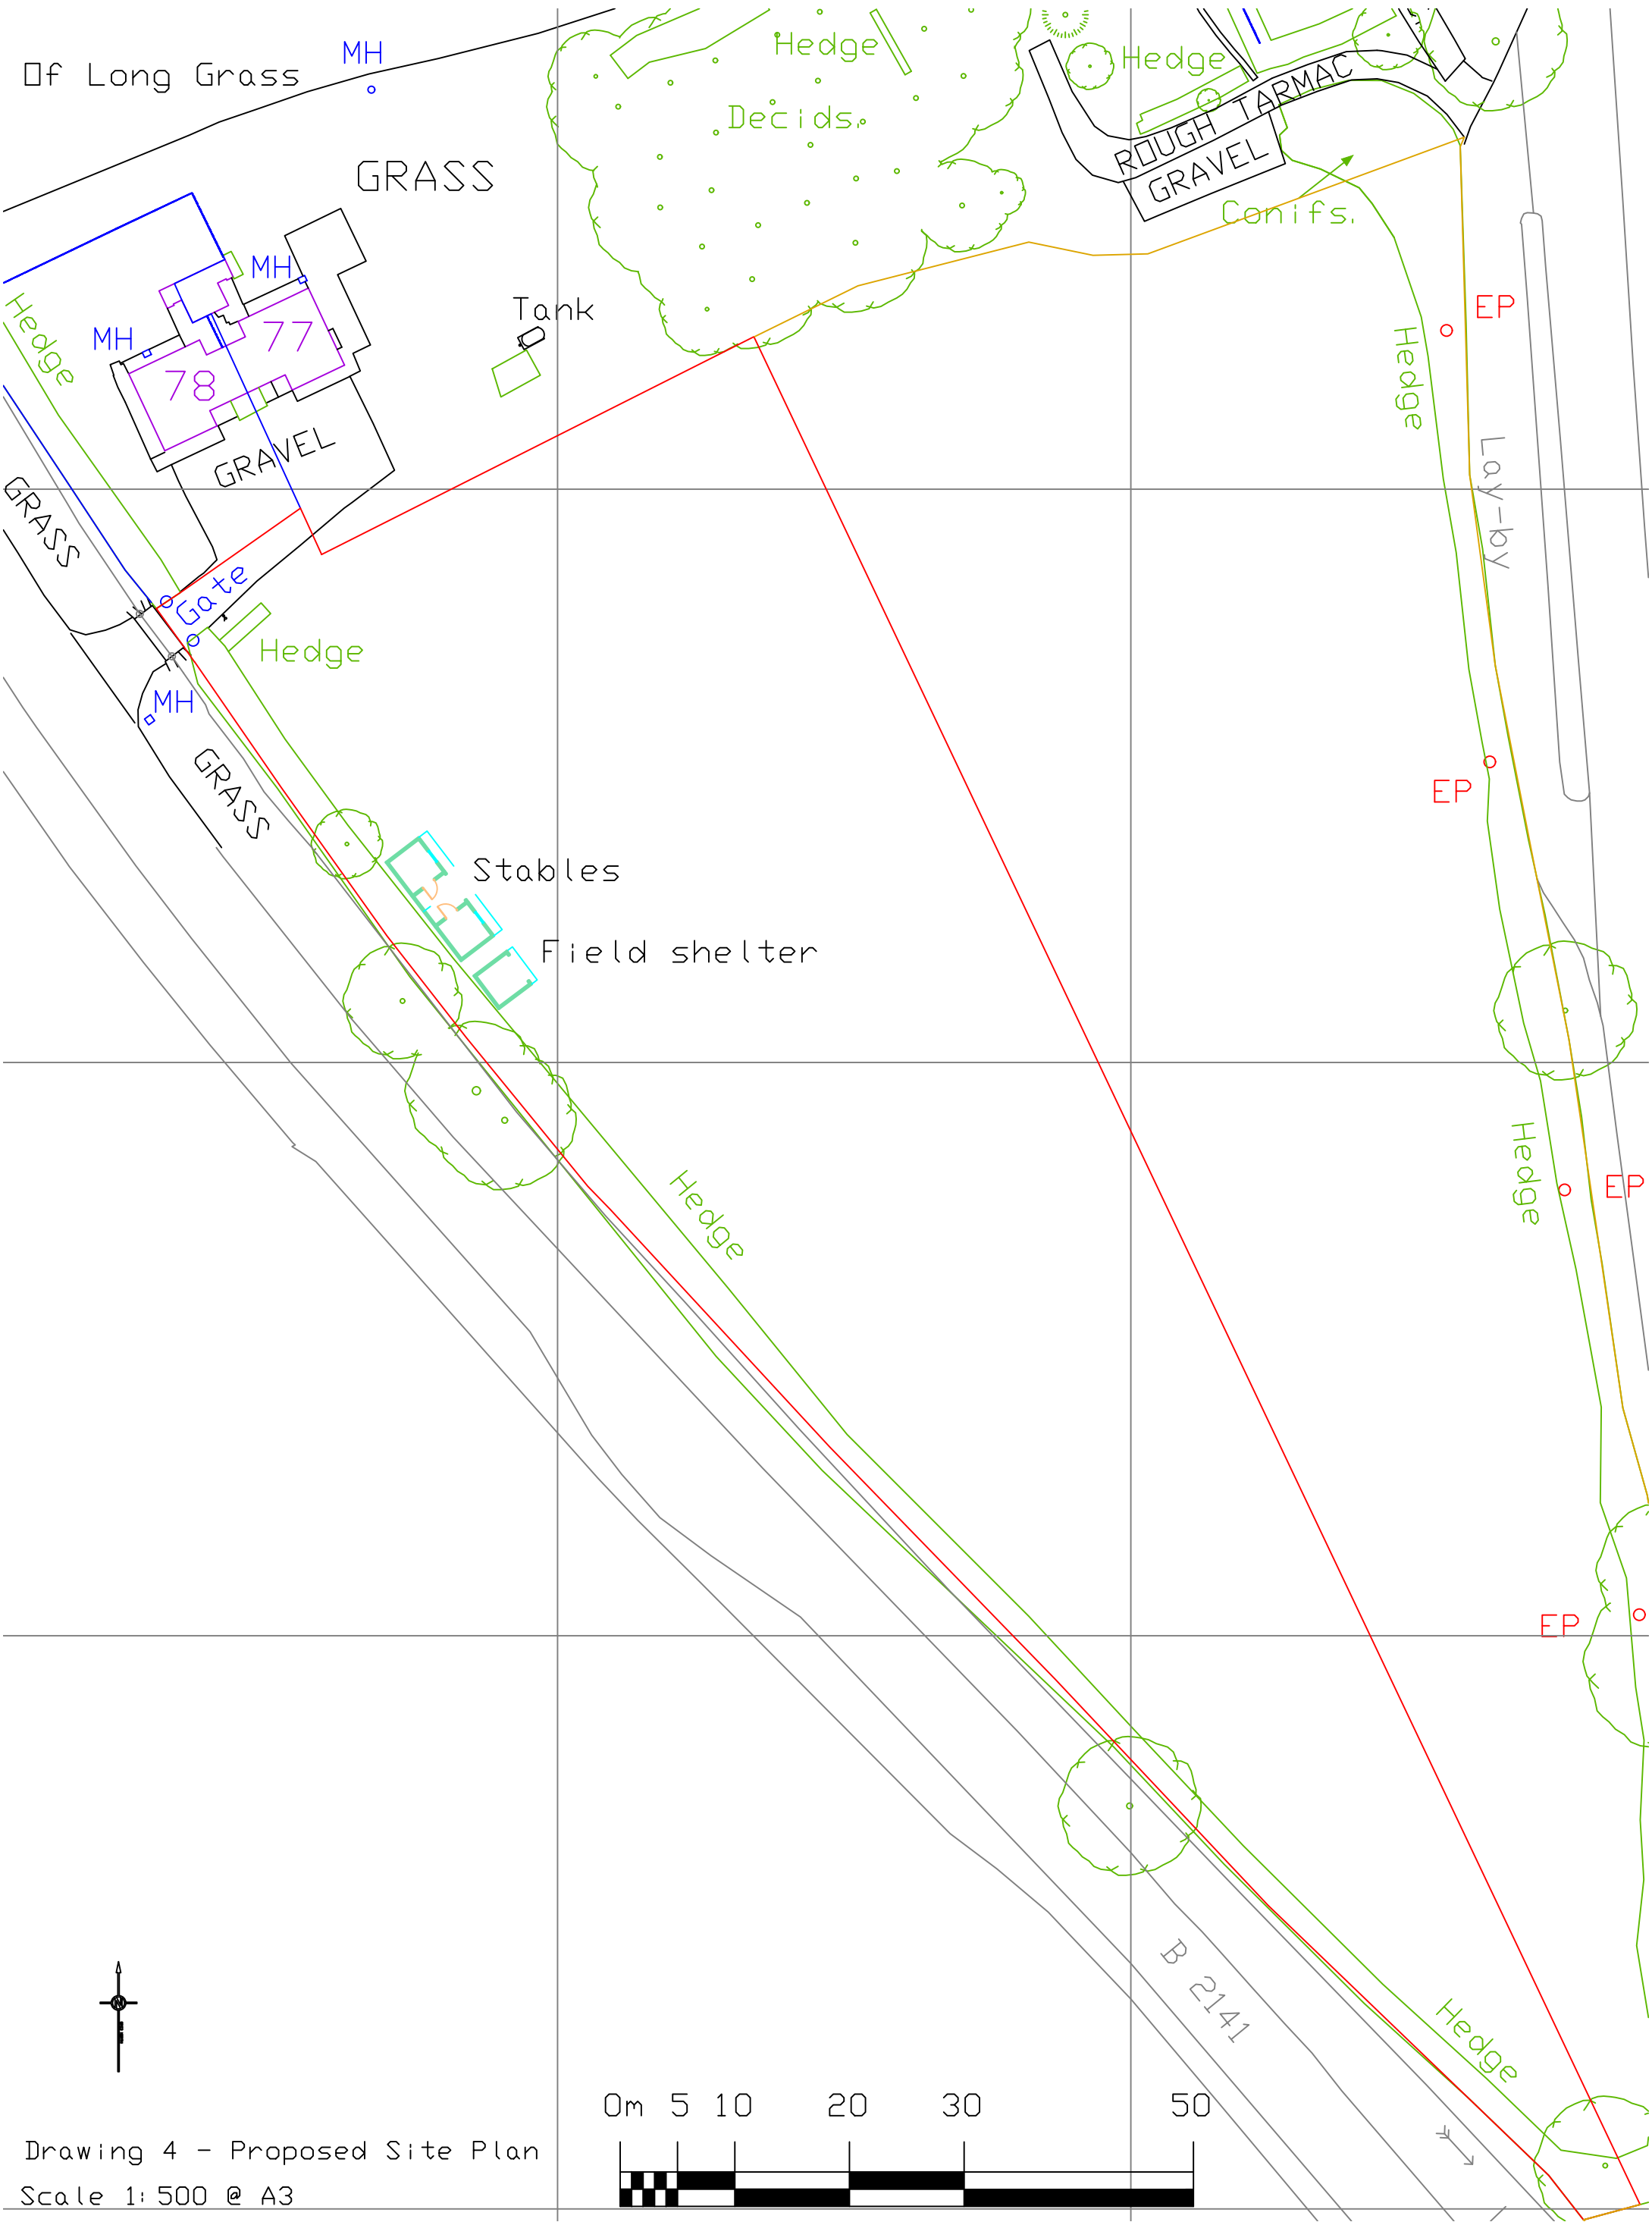 MH
Of Long Grass
Hedge
Hedge
Decids.
ROUGH TARMAC
GRAVEL
GRASS
Conifs.
MH
Hedge
Tank
EP
MH
77
78
Hedge
GRAVEL
Lay-by
GRASS
Gate
Hedge
MH
EP
GRASS
Stables
Field shelter
Hedge
Hedge
EP
EP
B 2141
Hedge
0m 5 10 20 30 50
Drawing 4 - Proposed Site Plan
Scale 1:500 @ A3